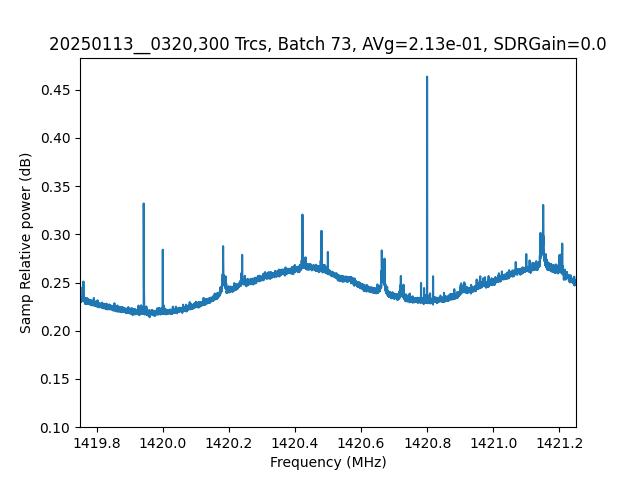 20250113__0320,300 Trcs, Batch 73, AVg=2.13e-01, SDRGain=0.0
Samp Relative power (dB)
0.45
0.40
0.35
0.30
0.25
0.20
0.15
0.10
1419.8 1420.0 1420.2 1420.4 1420.6 1420.8 1421.0 1421.2
Frequency (MHz)